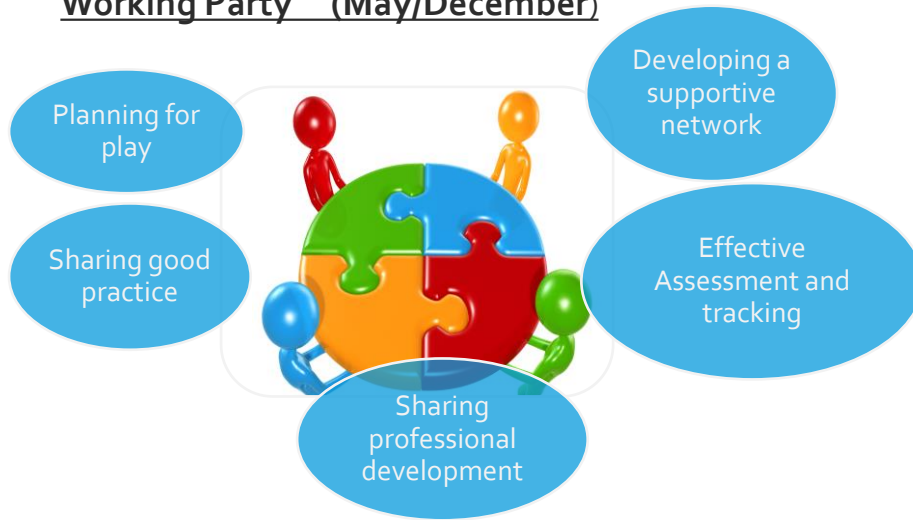 Working Party (May/December)
Planning for
play
Developing a
supportive
network
Sharing good
practice
Effective
Assessment and
tracking
Sharing
professional
development